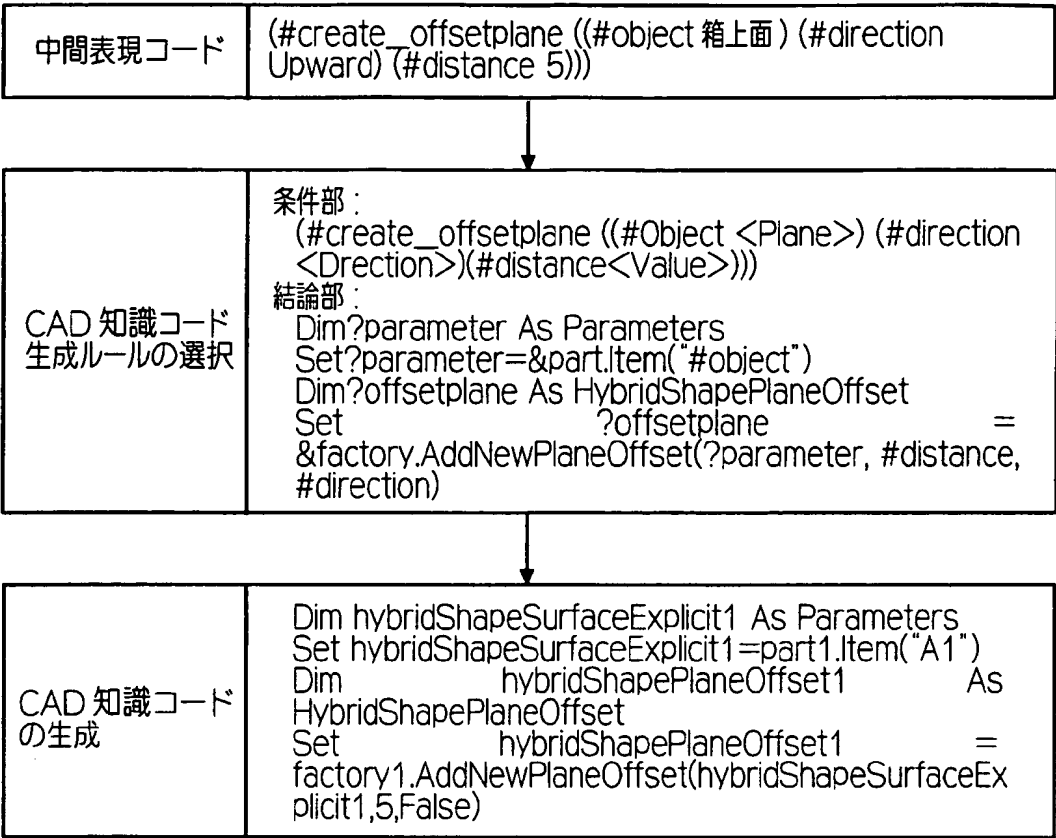 中間表現コード
(#create_offsetplane ((#object 箱上面) (#direction
Upward) (#distance 5)))
CAD 知識コード
生成ルールの選択
条件部 :
(#create_offsetplane ((#Object <Plane>) (#direction
<Drection>)(#distance<Value>)))
結論部 :
Dim?parameter As Parameters
Set?parameter=&part.Item("#object")
Dim?offsetplane As HybridShapePlaneOffset
Set ?offsetplane =
&factory.AddNewPlaneOffset(?parameter, #distance,
#direction)
CAD 知識コード
の生成
Dim hybridShapeSurfaceExplicit1 As Parameters
Set hybridShapeSurfaceExplicit1=part1.Item("A1")
Dim hybridShapePlaneOffset1 As
HybridShapePlaneOffset
Set hybridShapePlaneOffset1 =
factory1.AddNewPlaneOffset(hybridShapeSurfaceEx
plicit1,5,False)